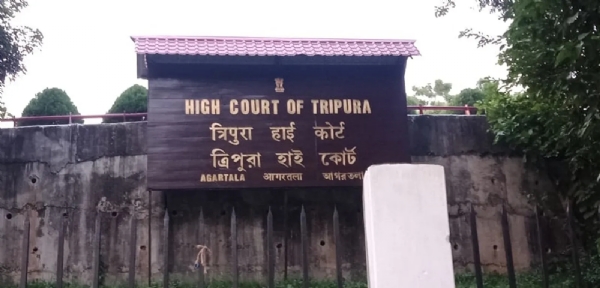 HIGH COURT OF TRIPURA
त्रिपुरा हाई कोर्ट
ত্রিপুরা হাই কোর্ট
AGARTALA आगरतला আগরতলা